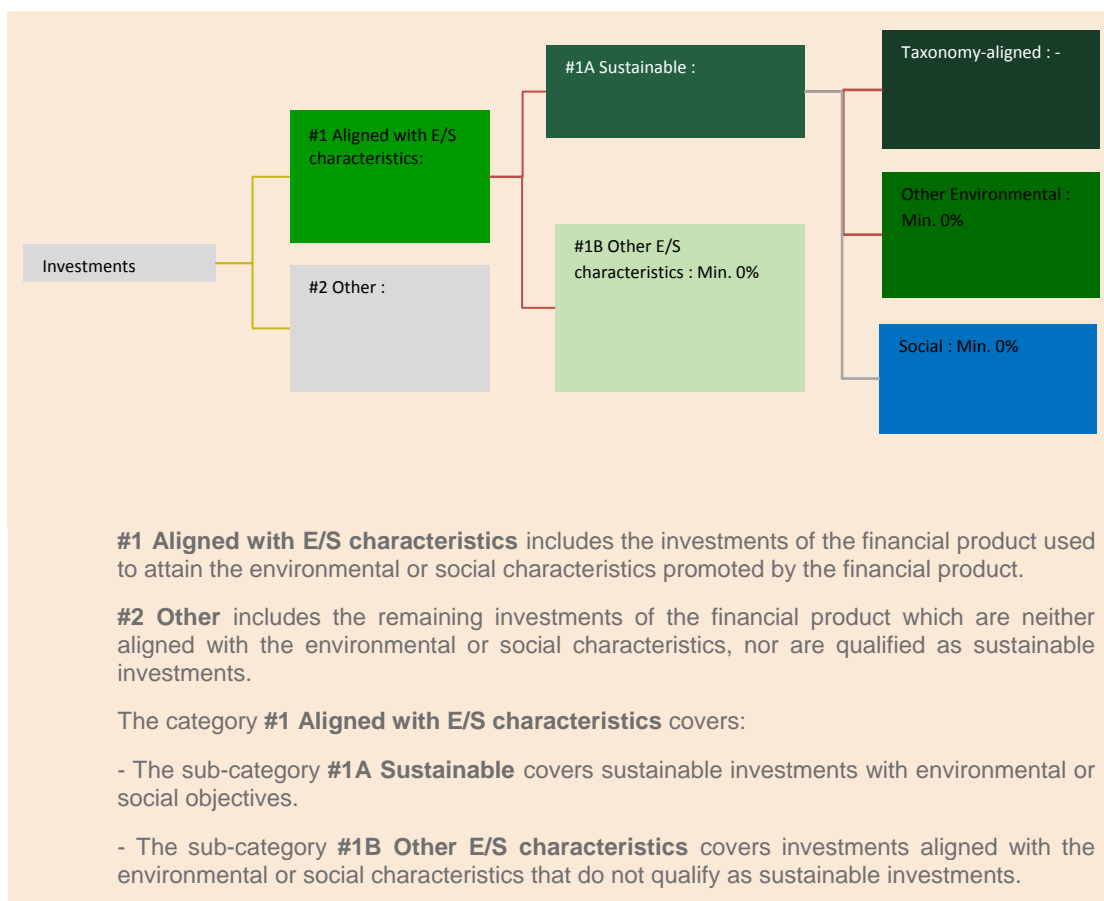 Investments
#1 Aligned with E/S
characteristics:
#2 Other :
#1A Sustainable :
#1B Other E/S
characteristics : Min. 0%
Taxonomy-aligned : -
Other Environmental :
Min. 0%
Social : Min. 0%
#1 Aligned with E/S characteristics includes the investments of the financial product used
to attain the environmental or social characteristics promoted by the financial product.
#2 Other includes the remaining investments of the financial product which are neither
aligned with the environmental or social characteristics, nor are qualified as sustainable
investments.
The category #1 Aligned with E/S characteristics covers:
- The sub-category #1A Sustainable covers sustainable investments with environmental or
social objectives.
- The sub-category #1B Other E/S characteristics covers investments aligned with the
environmental or social characteristics that do not qualify as sustainable investments.